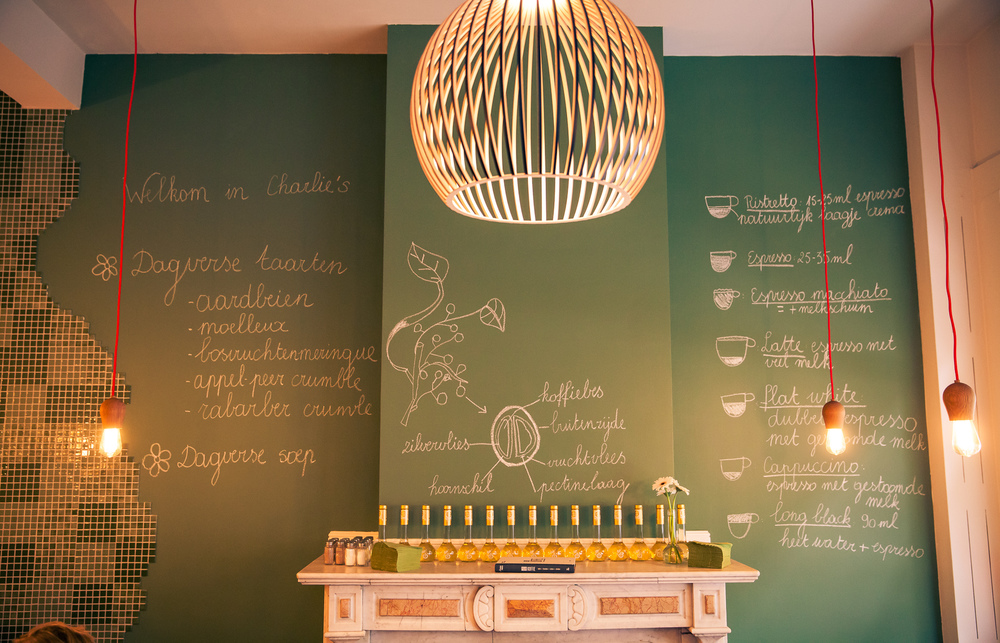 Welkom in Charlie's
Dagverse taarten
-aardbeien
-moelleux
-bosvruchtenmeringue
-appel-peer crumble
-rabarber crumble
Dagverse soep
koffiebes
buitenzijde
zilvervlies
vruchtvlees
hoornschil
pectinelaag
Ristretto: 15-25ml espresso
natuurlijk laagje crema
Espresso 25-35ml
Espresso macchiato
= + melkschuim
Latte espresso met
veel melk
flat white
dubbele espresso
met gestoomde melk
Cappuccino:
espresso met gestoomde
melk
long black 90ml
heet water + espresso